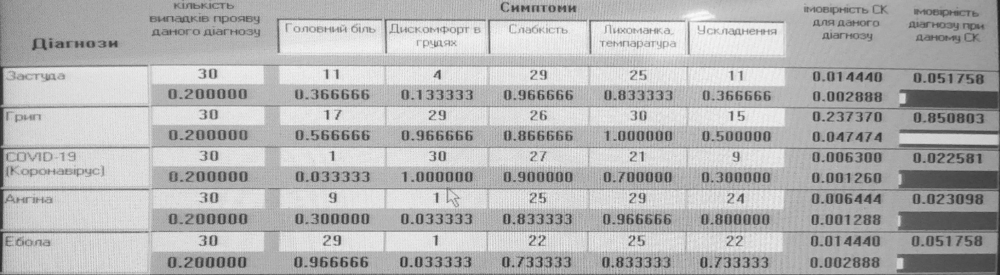 Симптоми
Діагнози
кількість
випадків прояву
даного діагнозу
Головний біль
Дискомфорт в
грудях
Слабкість
Лихоманка,
темпаратура
Ускладнення
імовірність СК
для даного
діагнозу
імовірність
діагнозу при
даному СК
Застуда 30 11 4 29 25 11 0.014440 0.051758
0.200000 0.366666 0.133333 0.966666 0.833333 0.366666 0.002888
Грип 30 17 29 26 30 15 0.237370 0.850803
0.200000 0.566666 0.966666 0.866666 1.000000 0.500000 0.047474
COVID-19 30 1 30 27 21 9 0.006300 0.022581
(Коронавірус) 0.200000 0.033333 1.000000 0.900000 0.700000 0.300000 0.001260
Ангіна 30 9 1 25 29 24 0.006444 0.023098
0.200000 0.300000 0.033333 0.833333 0.966666 0.800000 0.001288
Ебола 30 29 1 22 25 22 0.014440 0.051758
0.200000 0.966666 0.033333 0.733333 0.833333 0.733333 0.002888